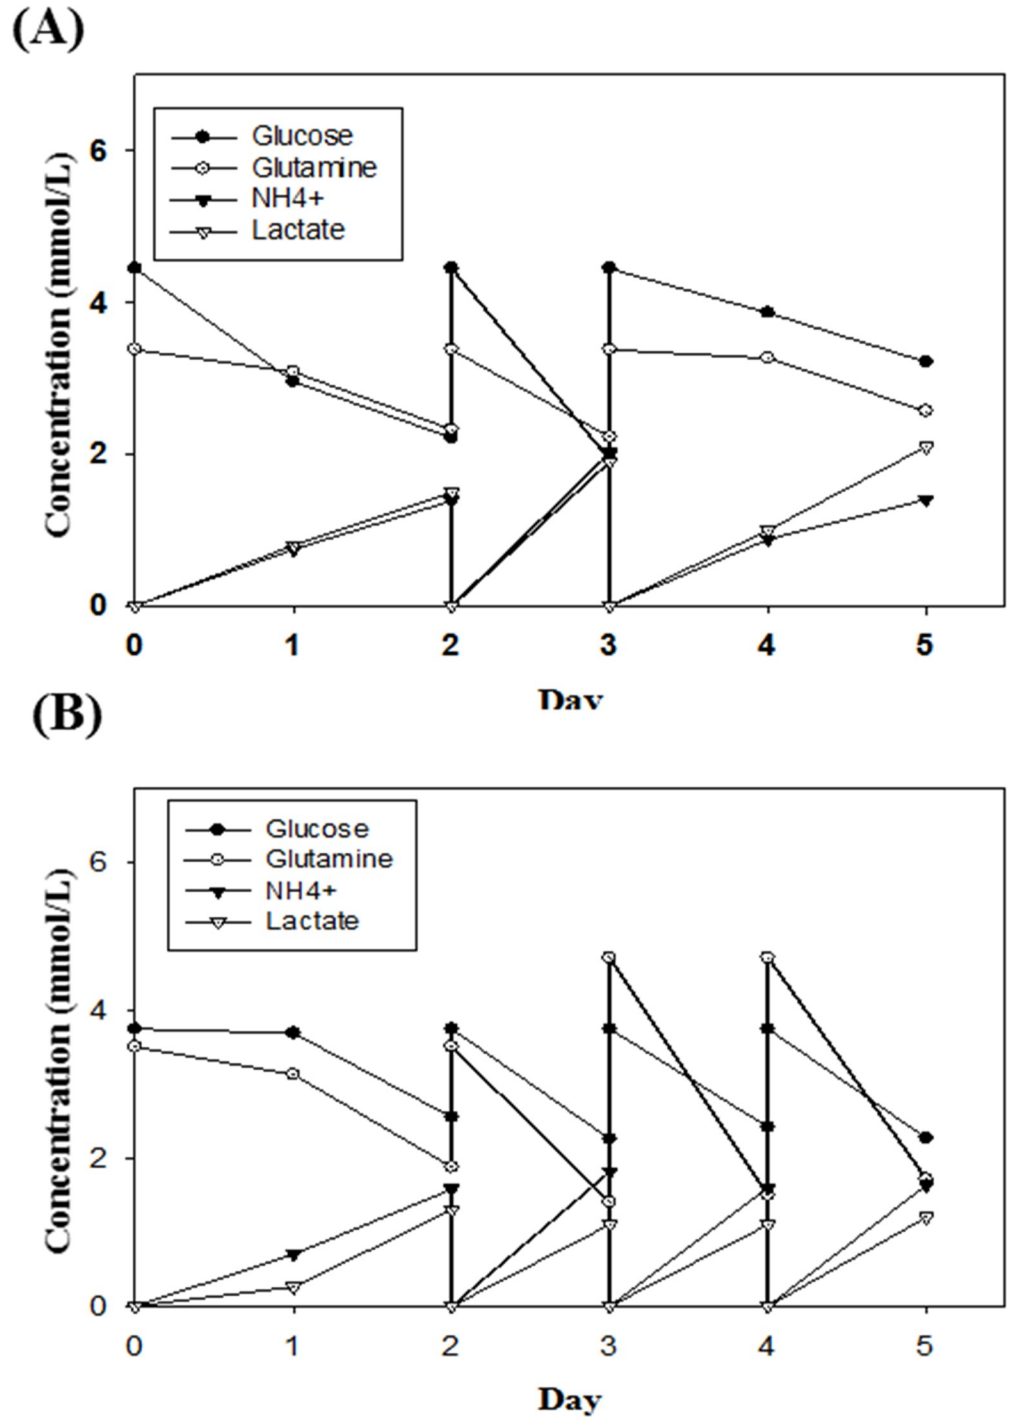 (A)
Concentration (mmol/L)
6
4
2
0
Glucose
Glutamine
NH4+
Lactate
0 1 2 3 4 5
Day
(B)
Concentration (mmol/L)
6
4
2
0
Glucose
Glutamine
NH4+
Lactate
0 1 2 3 4 5
Day